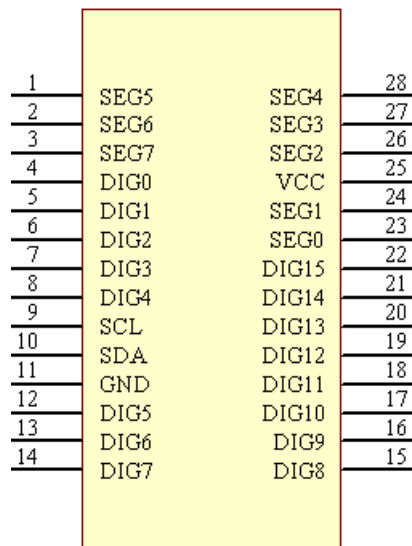 1 SEG5 SEG4 28
2 SEG6 SEG3 27
3 SEG7 SEG2 26
4 DIG0 VCC 25
5 DIG1 SEG1 24
6 DIG2 SEG0 23
7 DIG3 DIG15 22
8 DIG4 DIG14 21
9 SCL DIG13 20
10 SDA DIG12 19
11 GND DIG11 18
12 DIG5 DIG10 17
13 DIG6 DIG9 16
14 DIG7 DIG8 15